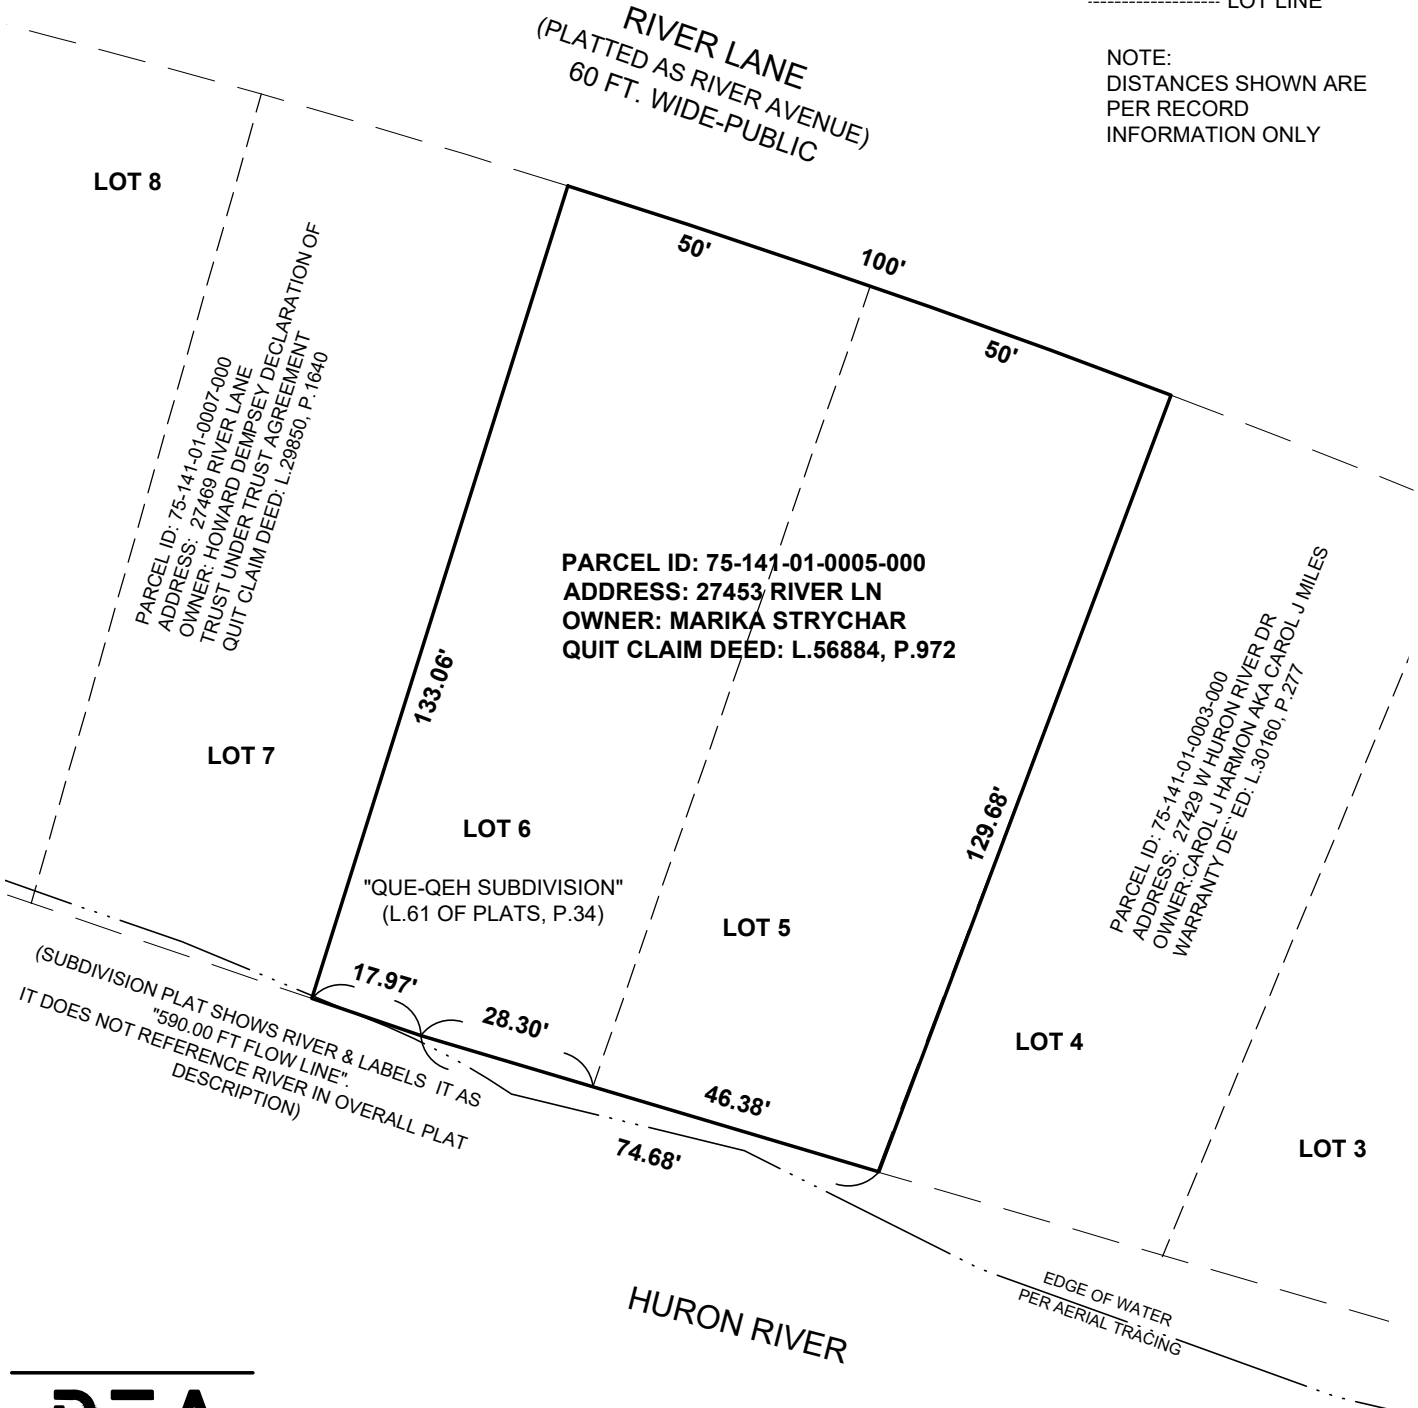 LOT LINE
NOTE:
DISTANCES SHOWN ARE
PER RECORD
INFORMATION ONLY
RIVER LANE
(PLATTED AS RIVER AVENUE)
60 FT. WIDE-PUBLIC
LOT 8
50'
100'
50'
PARCEL ID: 75-141-01-0007-000
ADDRESS: 27469 RIVER LANE
OWNER: HOWARD DEMPSEY DECLARATION OF
TRUST UNDER TRUST AGREEMENT
QUIT CLAIM DEED: L.29850, P.1640
PARCEL ID: 75-141-01-0005-000
ADDRESS: 27453 RIVER LN
OWNER: MARIKA STRYCHAR
QUIT CLAIM DEED: L.56884, P.972
133.06'
129.68'
PARCEL ID: 75-141-01-0003-000
ADDRESS: 27429 W HURON RIVER DR
OWNER:CAROL J HARMON AKA CAROL J MILES
WARRANTY DE``ED: L.30160, P.277
LOT 7
LOT 6
"QUE-QEH SUBDIVISION"
(L.61 OF PLATS, P.34)
LOT 5
17.97'
28.30'
46.38'
74.68'
LOT 4
LOT 3
(SUBDIVISION PLAT SHOWS RIVER & LABELS IT AS
"590.00 FT FLOW LINE".
IT DOES NOT REFERENCE RIVER IN OVERALL PLAT
DESCRIPTION)
HURON RIVER
EDGE OF WATER
PER AERIAL TRACING